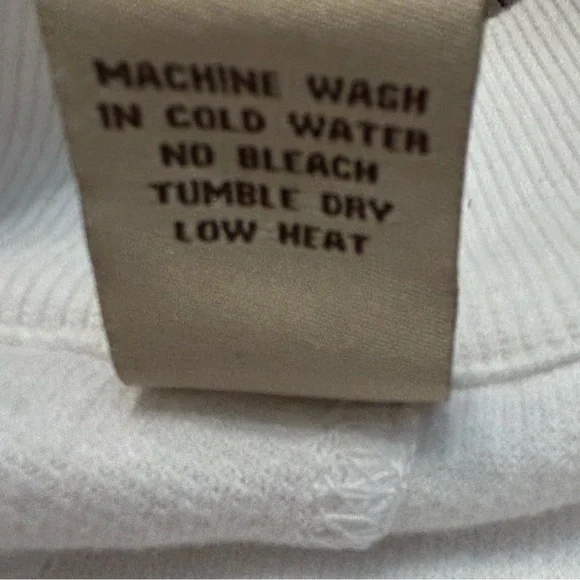 MACHINE WASH
IN COLD WATER
NO BLEACH
TUMBLE DRY
LOW HEAT